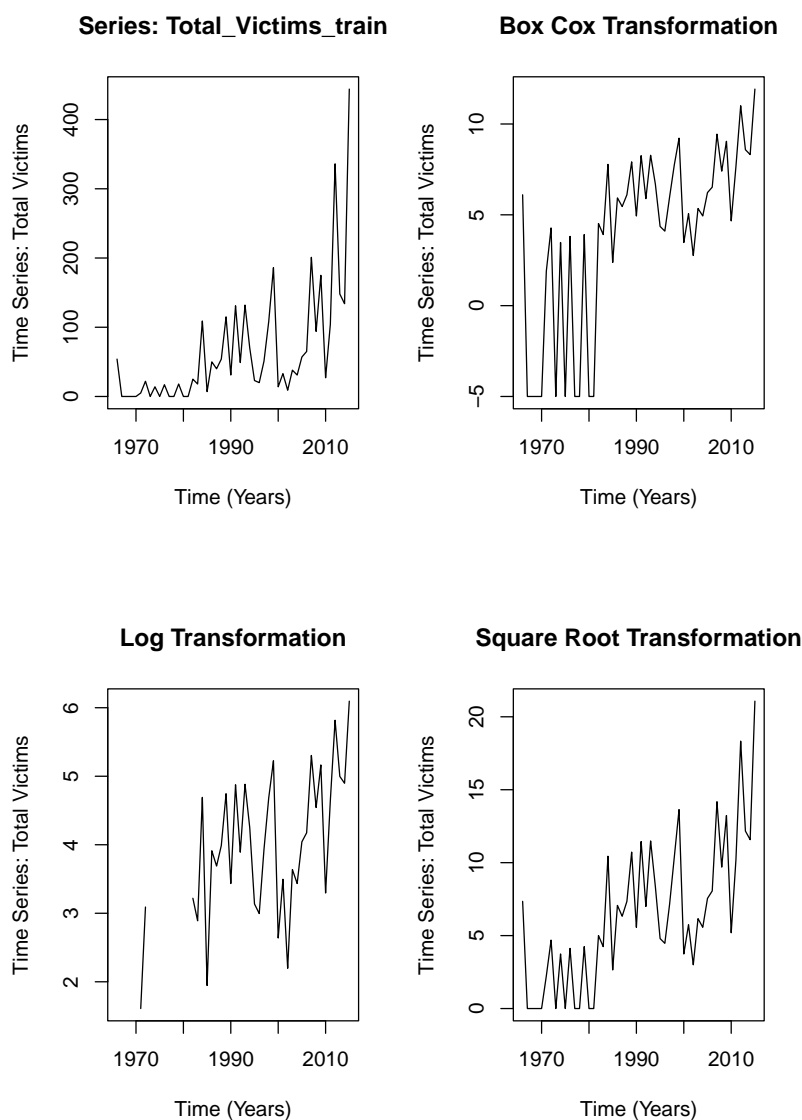 Series: Total_Victims_train
Time Series: Total Victims
0 100 200 300 400
1970 1990 2010
Time (Years)
Box Cox Transformation
Time Series: Total Victims
−5 0 5 10
1970 1990 2010
Time (Years)
Log Transformation
Time Series: Total Victims
2 3 4 5 6
1970 1990 2010
Time (Years)
Square Root Transformation
Time Series: Total Victims
0 5 10 15 20
1970 1990 2010
Time (Years)